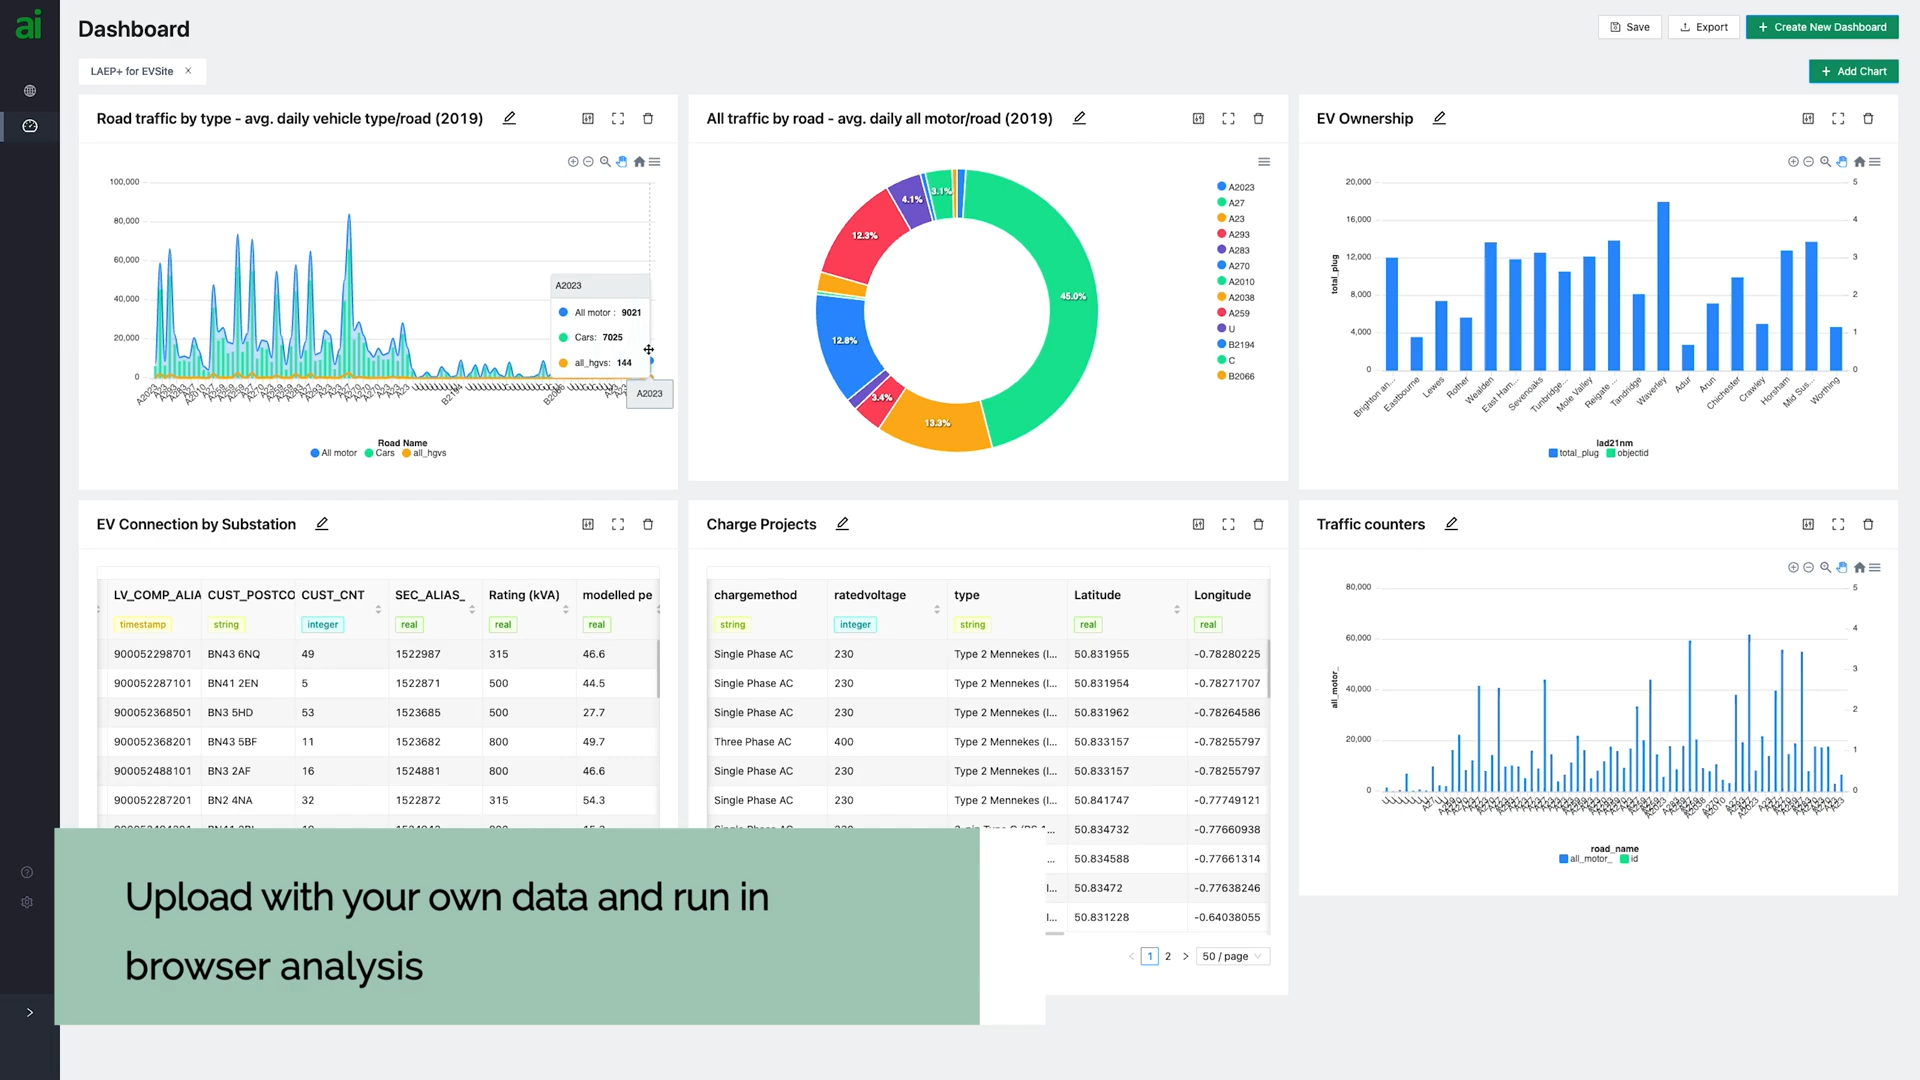 ai
Dashboard
Save
Export
+ Create New Dashboard
LAEP+ for EVSite ×
+ Add Chart
Road traffic by type - avg. daily vehicle type/road (2019)
100,000
80,000
60,000
40,000
20,000
0
A2023
All motor : 9021
Cars: 7025
all_hgvs: 144
A2023
Road Name
All motor Cars all_hgvs
All traffic by road - avg. daily all motor/road (2019)
45.0%
13.3%
3.4%
12.8%
12.3%
4.1%
3.1%
A2023
A27
A23
A293
A283
A270
A2010
A2038
A259
U
B2194
C
B2066
EV Ownership
20,000
16,000
12,000
8,000
4,000
0
5
4
3
2
1
0
total_plug
Brighton an...
Eastbourne
Lewes
Rother
Wealden
East Ham...
Sevenoaks
Tunbridge...
Mole Valley
Reigate ...
Tandridge
Waverley
Adur
Arun
Chichester
Crawley
Horsham
Mid Sus...
Worthing
lad21nm
total_plug objectid
EV Connection by Substation
LV_COMP_ALIA CUST_POSTCO CUST_CNT SEC_ALIAS_ Rating (kVA) modelled pe
timestamp string integer real real real
900052298701 BN43 6NQ 49 1522987 315 46.6
900052287101 BN41 2EN 5 1522871 500 44.5
900052368501 BN3 5HD 53 1523685 500 27.7
900052368201 BN43 5BF 11 1523682 800 49.7
900052488101 BN3 2AF 16 1524881 800 46.6
900052287201 BN2 4NA 32 1522872 315 54.3
Charge Projects
chargemethod ratedvoltage type Latitude Longitude
string integer string real real
Single Phase AC 230 Type 2 Mennekes (I... 50.831955 -0.78280225
Single Phase AC 230 Type 2 Mennekes (I... 50.831954 -0.78271707
Single Phase AC 230 Type 2 Mennekes (I... 50.831962 -0.78264586
Three Phase AC 400 Type 2 Mennekes (I... 50.833157 -0.78255797
Single Phase AC 230 Type 2 Mennekes (I... 50.833157 -0.78255797
Single Phase AC 230 Type 2 Mennekes (I... 50.841747 -0.77749121
50.834732 -0.77660938
... 50.834588 -0.77661314
I... 50.83472 -0.77638246
I... 50.831228 -0.64038055
< 1 2 > 50 / page
Traffic counters
80,000
60,000
40,000
20,000
0
5
4
3
2
1
0
all_motor_
road_name
all_motor_ id
Upload with your own data and run in
browser analysis